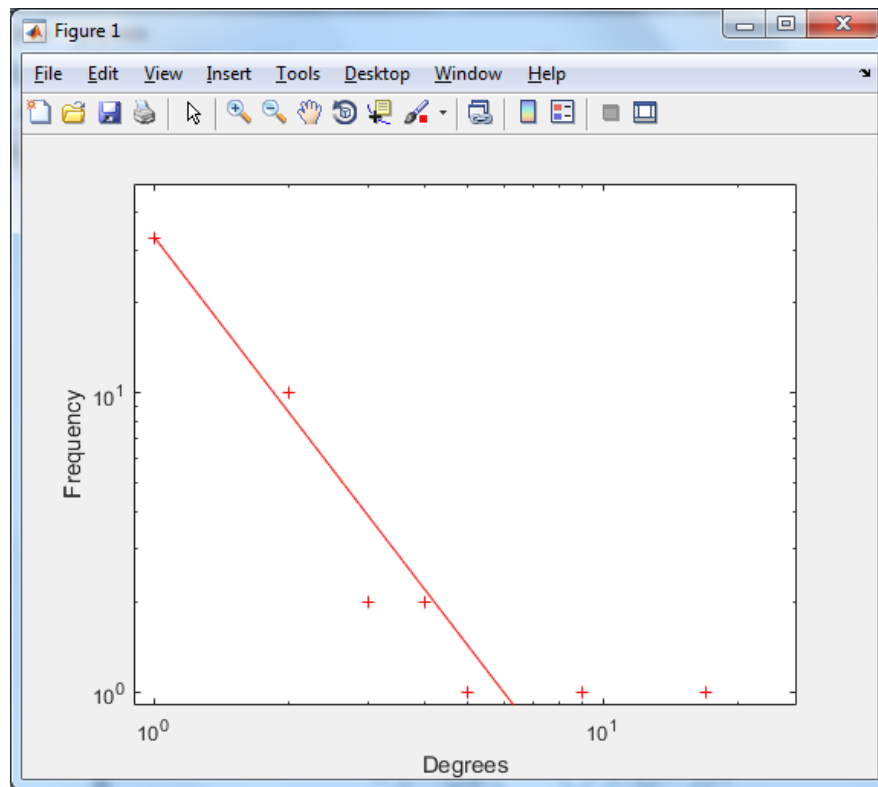 Figure 1
File Edit View Insert Tools Desktop Window Help
10^1
Frequency
10^0
10^0 10^1
Degrees